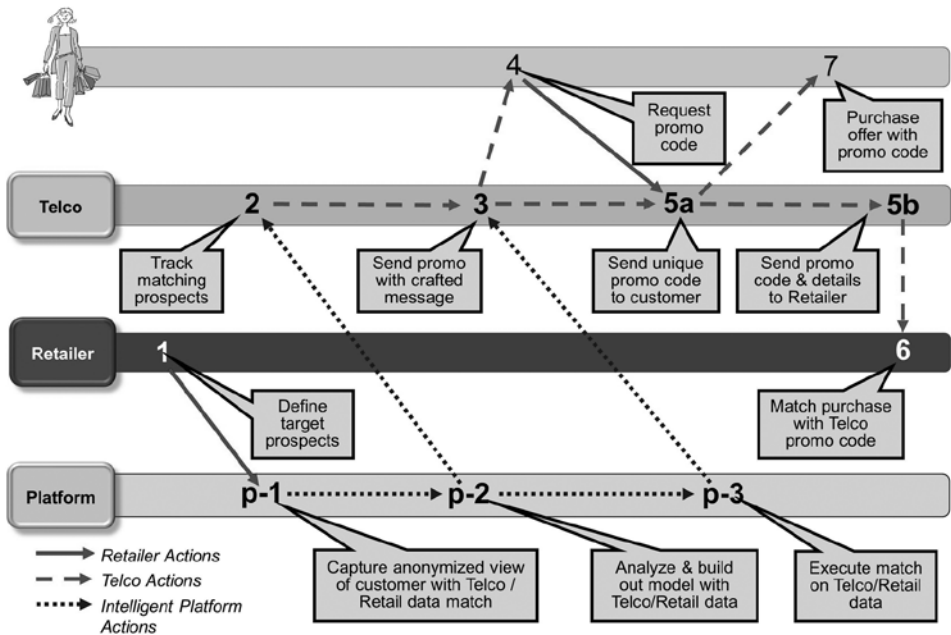 4
7
Request
promo
code
Purchase
offer with
promo code
Telco
2
3
5a
5b
Track
matching
prospects
Send promo
with crafted
message
Send unique
promo code
to customer
Send promo
code & details
to Retailer
Retailer
1
6
Define
target
prospects
Match purchase
with Telco
promo code
Platform
p-1
p-2
p-3
Retailer Actions
Telco Actions
Intelligent Platform
Actions
Capture anonymized view
of customer with Telco /
Retail data match
Analyze & build
out model with
Telco/Retail data
Execute match
on Telco/Retail
data